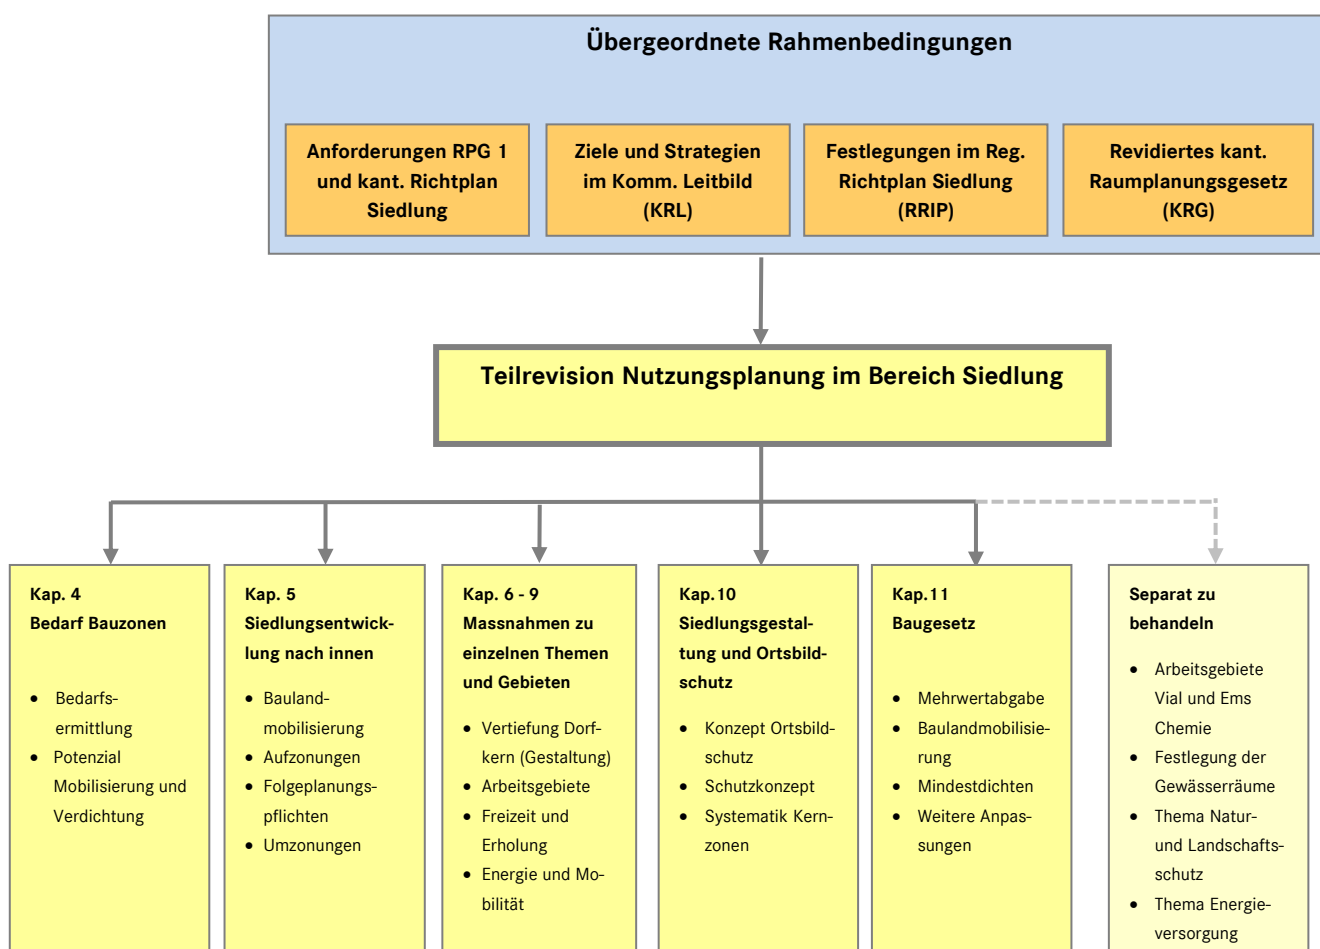 Übergeordnete Rahmenbedingungen
Anforderungen RPG 1
und kant. Richtplan
Siedlung
Ziele und Strategien
im Komm. Leitbild
(KRL)
Festlegungen im Reg.
Richtplan Siedlung
(RRIP)
Revidiertes kant.
Raumplanungsgesetz
(KRG)
Teilrevision Nutzungsplanung im Bereich Siedlung
Kap. 4
Bedarf Bauzonen
• Bedarfs-
ermittlung
• Potenzial
Mobilisierung und
Verdichtung
Kap. 5
Siedlungsentwick-
lung nach innen
• Bauland-
mobilisierung
• Aufzonungen
• Folgeplanungs-
pflichten
• Umzonungen
Kap. 6 - 9
Massnahmen zu
einzelnen Themen
und Gebieten
• Vertiefung Dorf-
kern (Gestaltung)
• Arbeitsgebiete
• Freizeit und
Erholung
• Energie und Mo-
bilität
Kap.10
Siedlungsgestal-
tung und Ortsbild-
schutz
• Konzept Ortsbild-
schutz
• Schutzkonzept
• Systematik Kern-
zonen
Kap.11
Baugesetz
• Mehrwertabgabe
• Baulandmobilisie-
rung
• Mindestdichten
• Weitere Anpas-
sungen
Separat zu
behandeln
• Arbeitsgebiete
Vial und Ems
Chemie
• Festlegung der
Gewässerräume
• Thema Natur-
und Landschafts-
schutz
• Thema Energie-
versorgung